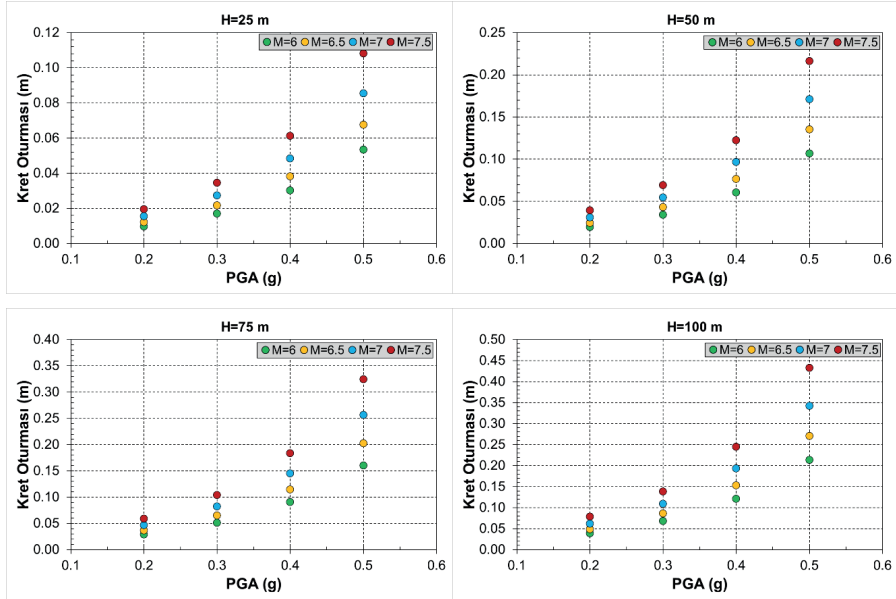 H=25 m
M=6 M=6.5 M=7 M=7.5
Kret Oturması (m)
0.12
0.10
0.08
0.06
0.04
0.02
0.00
0.1 0.2 0.3 0.4 0.5 0.6
PGA (g)
H=50 m
M=6 M=6.5 M=7 M=7.5
Kret Oturması (m)
0.25
0.20
0.15
0.10
0.05
0.00
0.1 0.2 0.3 0.4 0.5 0.6
PGA (g)
H=75 m
M=6 M=6.5 M=7 M=7.5
Kret Oturması (m)
0.40
0.35
0.30
0.25
0.20
0.15
0.10
0.05
0.00
0.1 0.2 0.3 0.4 0.5 0.6
PGA (g)
H=100 m
M=6 M=6.5 M=7 M=7.5
Kret Oturması (m)
0.50
0.45
0.40
0.35
0.30
0.25
0.20
0.15
0.10
0.05
0.00
0.1 0.2 0.3 0.4 0.5 0.6
PGA (g)